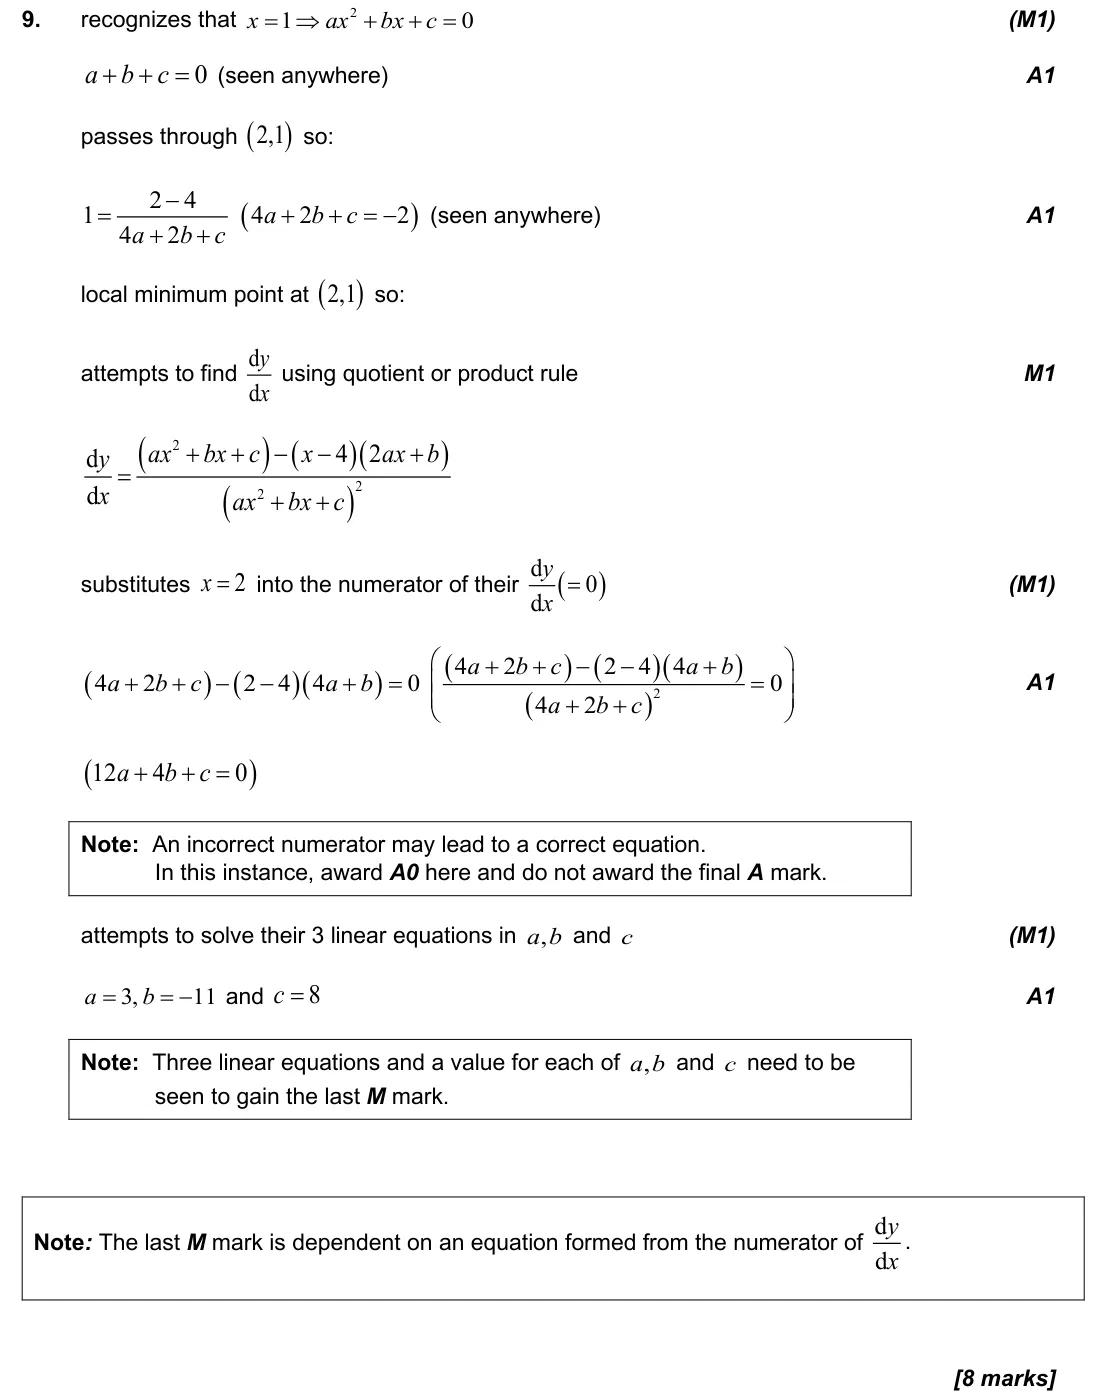 9. recognizes that x = 1 ⇒ ax² + bx + c = 0 (M1)
a + b + c = 0 (seen anywhere) A1
passes through (2,1) so:
1 = (2 − 4)/(4a + 2b + c) (4a + 2b + c = −2) (seen anywhere) A1
local minimum point at (2,1) so:
attempts to find dy/dx using quotient or product rule M1
dy/dx = ((ax² + bx + c) − (x − 4)(2ax + b))/(ax² + bx + c)²
substitutes x = 2 into the numerator of their dy/dx (= 0) (M1)
(4a + 2b + c) − (2 − 4)(4a + b) = 0 (((4a + 2b + c) − (2 − 4)(4a + b))/(4a + 2b + c)² = 0) A1
(12a + 4b + c = 0)
Note: An incorrect numerator may lead to a correct equation.
In this instance, award A0 here and do not award the final A mark.
attempts to solve their 3 linear equations in a, b and c (M1)
a = 3, b = −11 and c = 8 A1
Note: Three linear equations and a value for each of a, b and c need to be
seen to gain the last M mark.
Note: The last M mark is dependent on an equation formed from the numerator of dy/dx.
[8 marks]